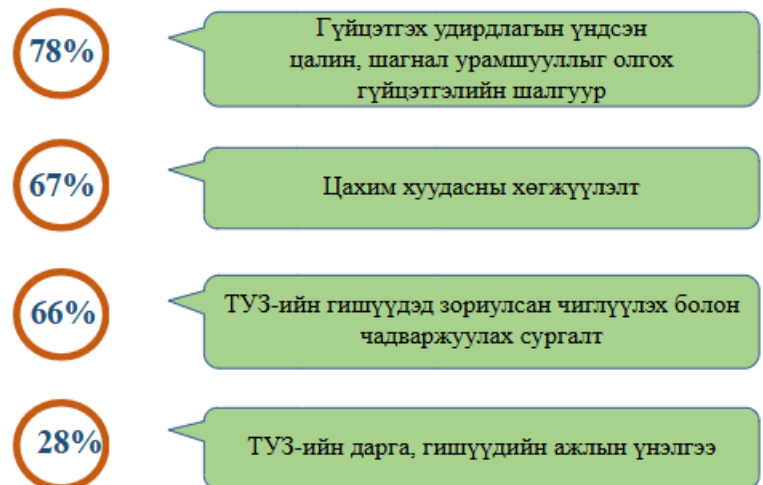 78%
Гүйцэтгэх удирдлагын үндсэн
цалин, шагнал урамшууллыг олгох
гүйцэтгэлийн шалгуур
67%
Цахим хуудасны хөгжүүлэлт
66%
ТУЗ-ийн гишүүдэд зориулсан чиглүүлэх болон
чадваржуулах сургалт
28%
ТУЗ-ийн дарга, гишүүдийн ажлын үнэлгээ